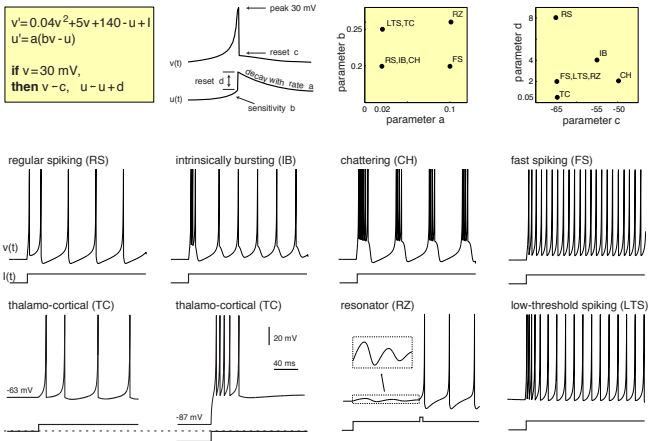 v'= 0.04v²+5v+140 - u + I
u'= a(bv - u)
if v = 30 mV,
then v←c, u←u+d
peak 30 mV
reset c
v(t)
reset d
decay with rate a
u(t)
sensitivity b
parameter b
0.25
0.2
LTS,TC
RZ
RS,IB,CH
FS
0
0.02
0.1
parameter a
parameter d
8
4
2
0.05
RS
IB
FS,LTS,RZ
CH
TC
-65
-55
-50
parameter c
regular spiking (RS)
intrinsically bursting (IB)
chattering (CH)
fast spiking (FS)
v(t)
I(t)
thalamo-cortical (TC)
thalamo-cortical (TC)
resonator (RZ)
low-threshold spiking (LTS)
20 mV
40 ms
-63 mV
-87 mV